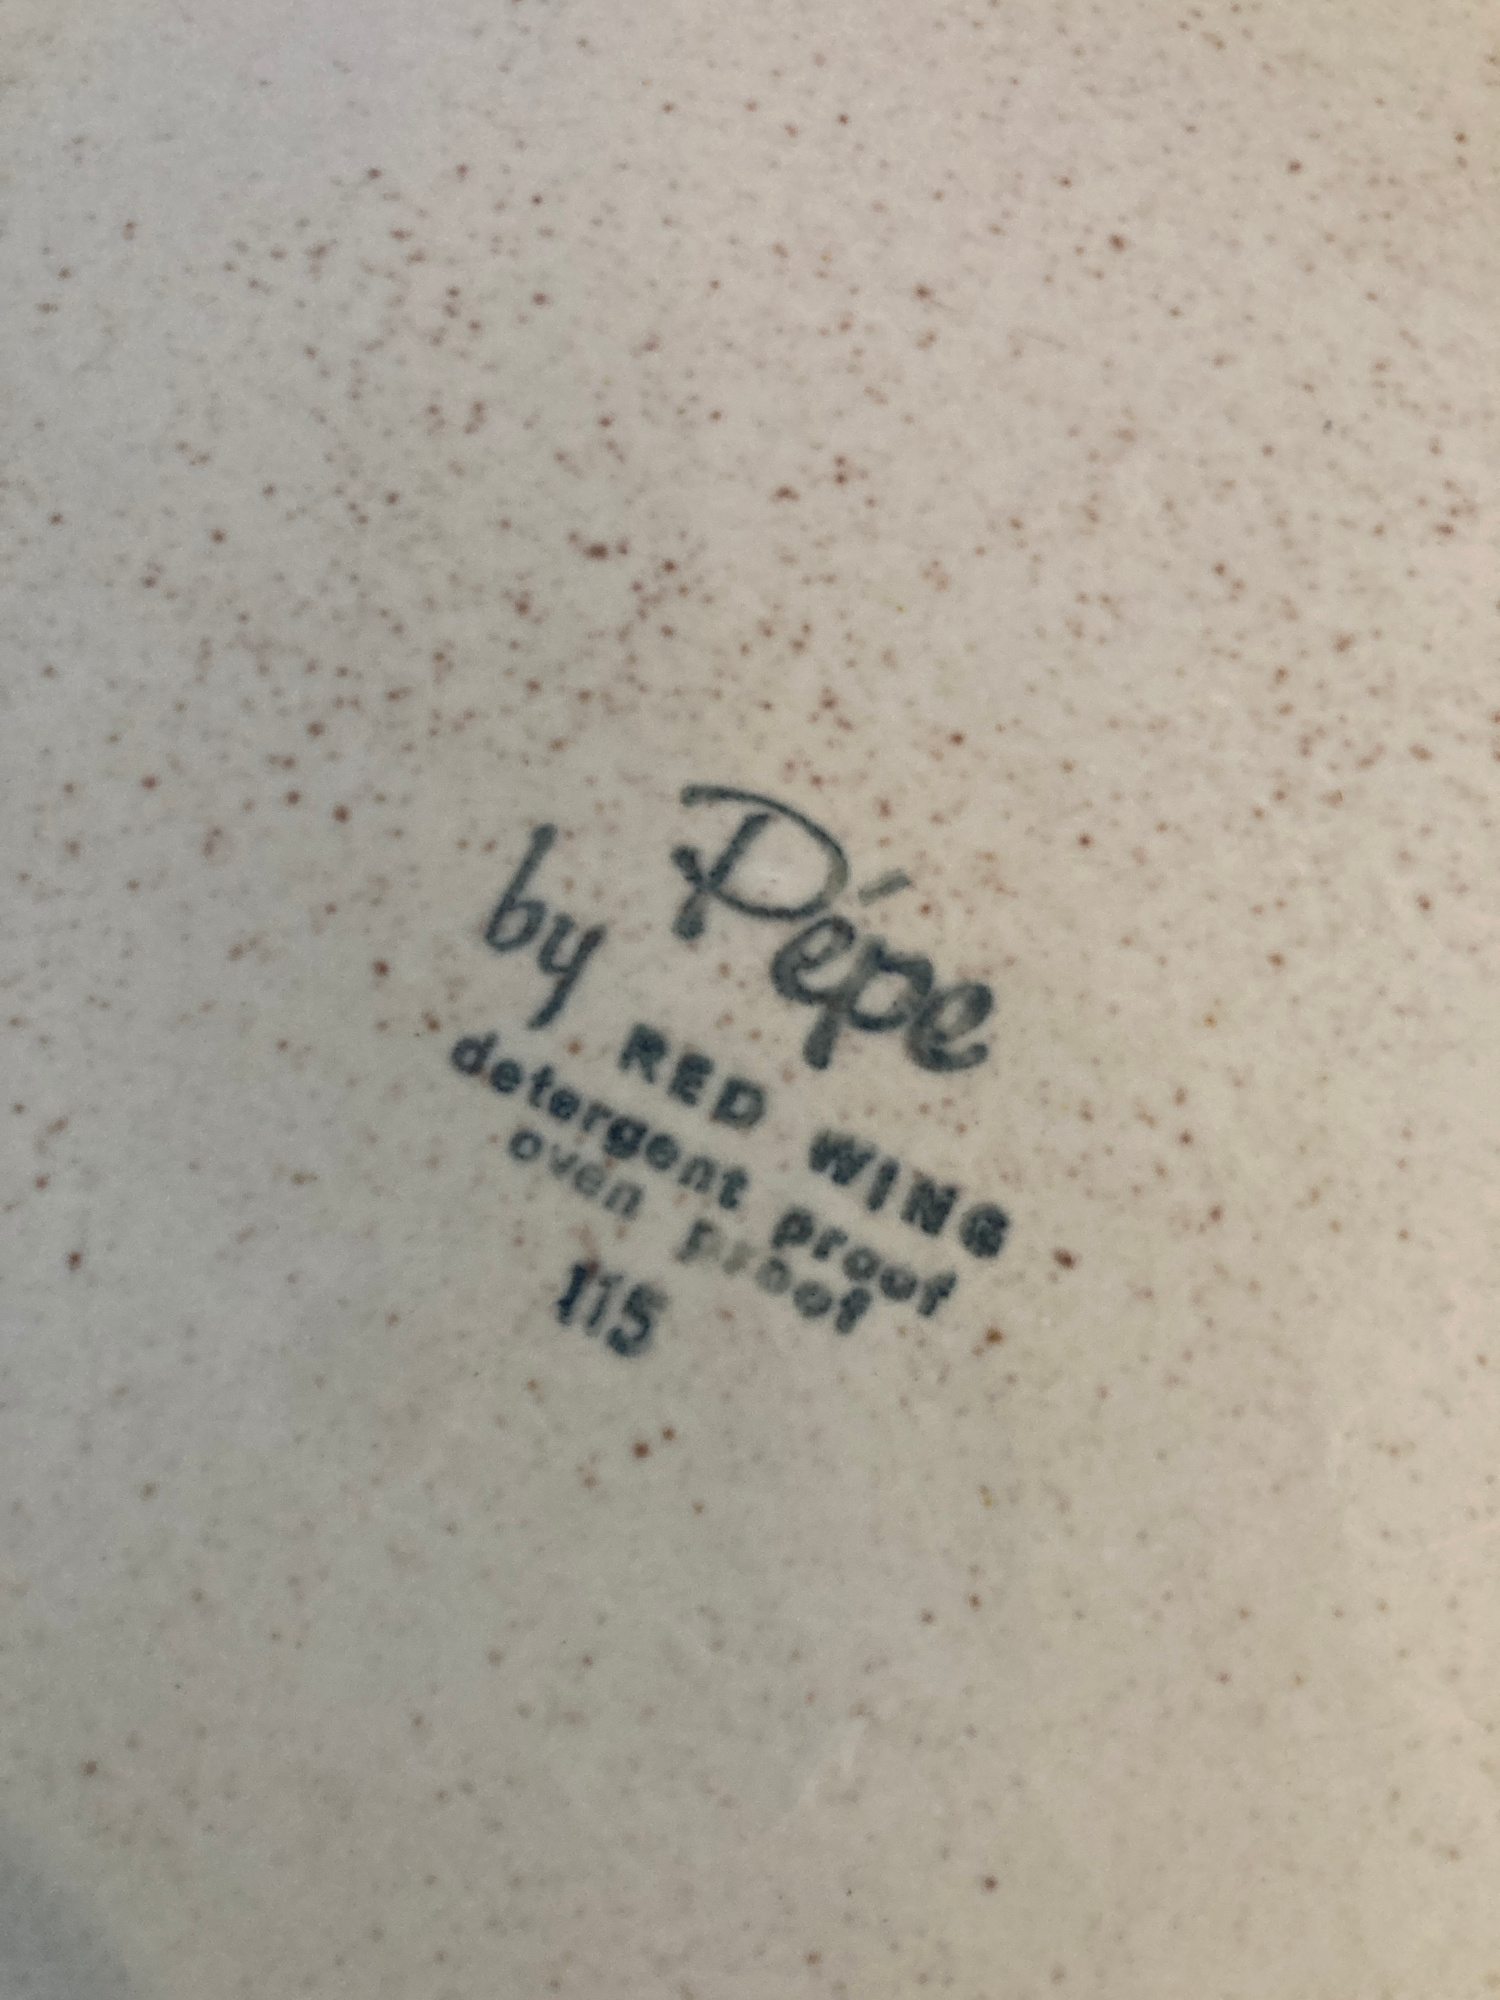 Pépe
by RED WING
detergent proof
oven proof
115